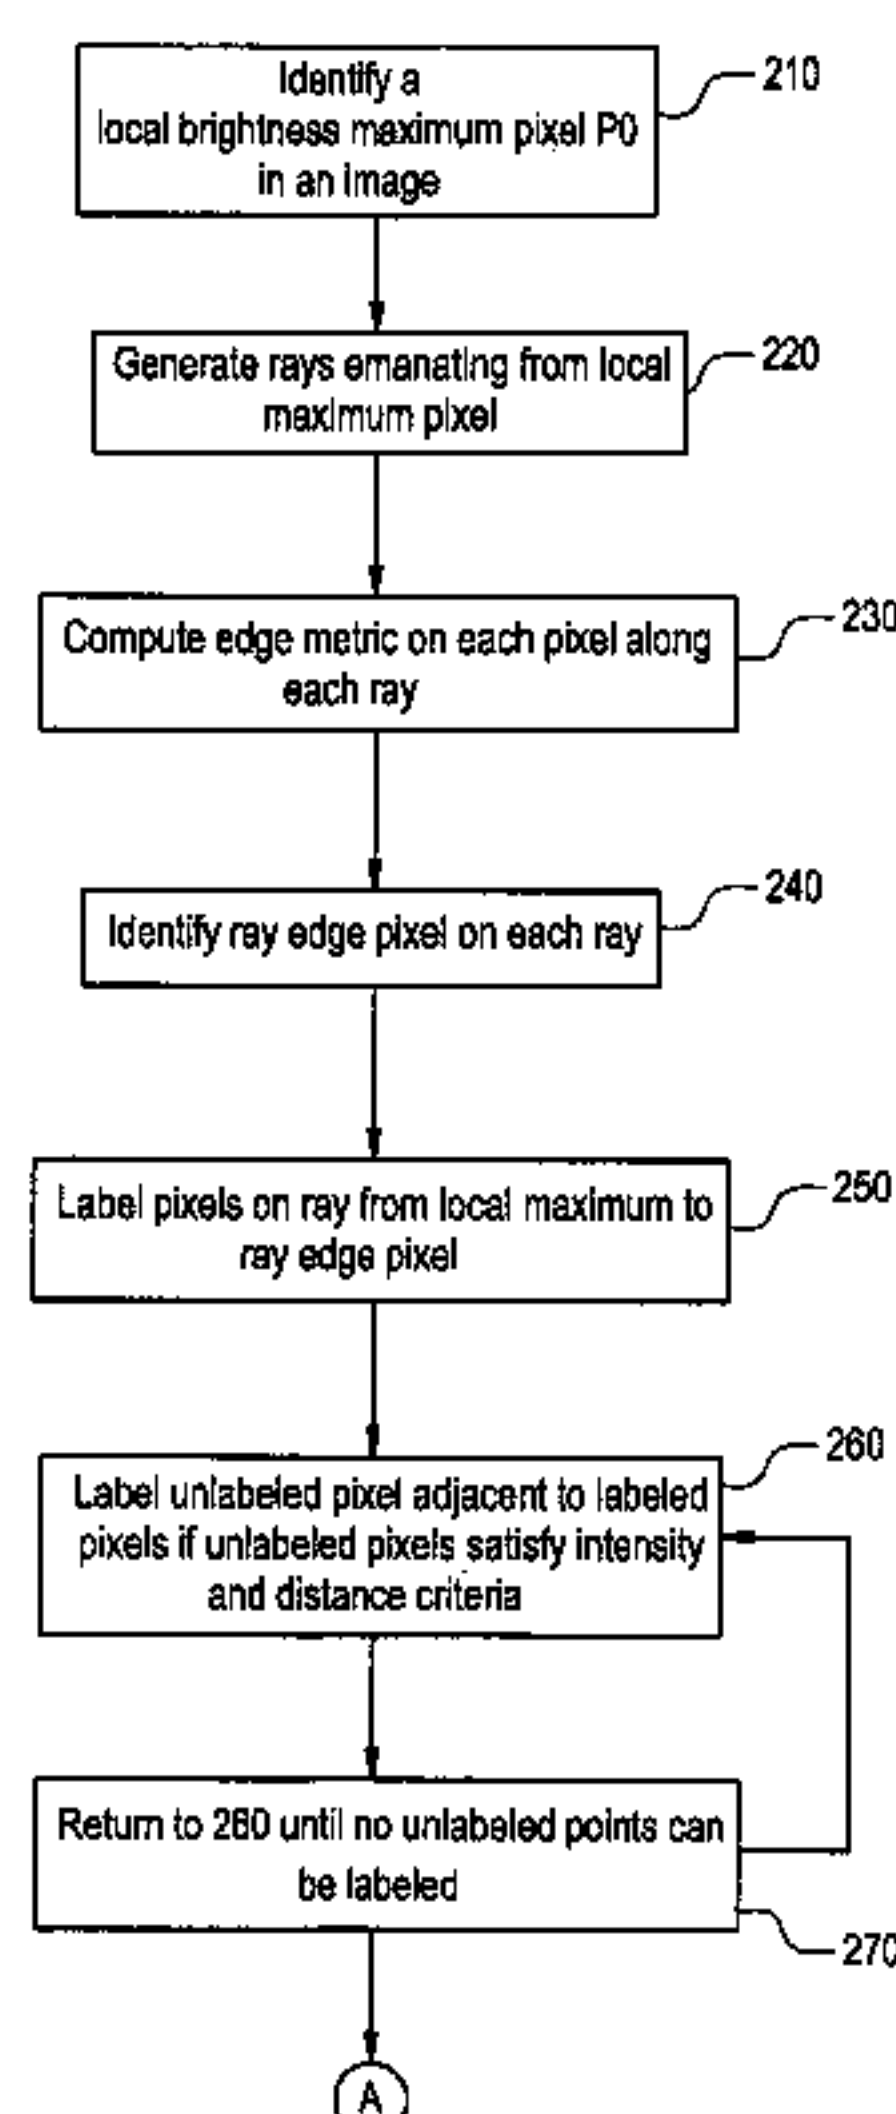 Identify a
local brightness maximum pixel P0
in an image
210
Generate rays emanating from local
maximum pixel
220
Compute edge metric on each pixel along
each ray
230
Identify ray edge pixel on each ray
240
Label pixels on ray from local maximum to
ray edge pixel
250
Label unlabeled pixel adjacent to labeled
pixels if unlabeled pixels satisfy intensity
and distance criteria
260
Return to 260 until no unlabeled points can
be labeled
270
A